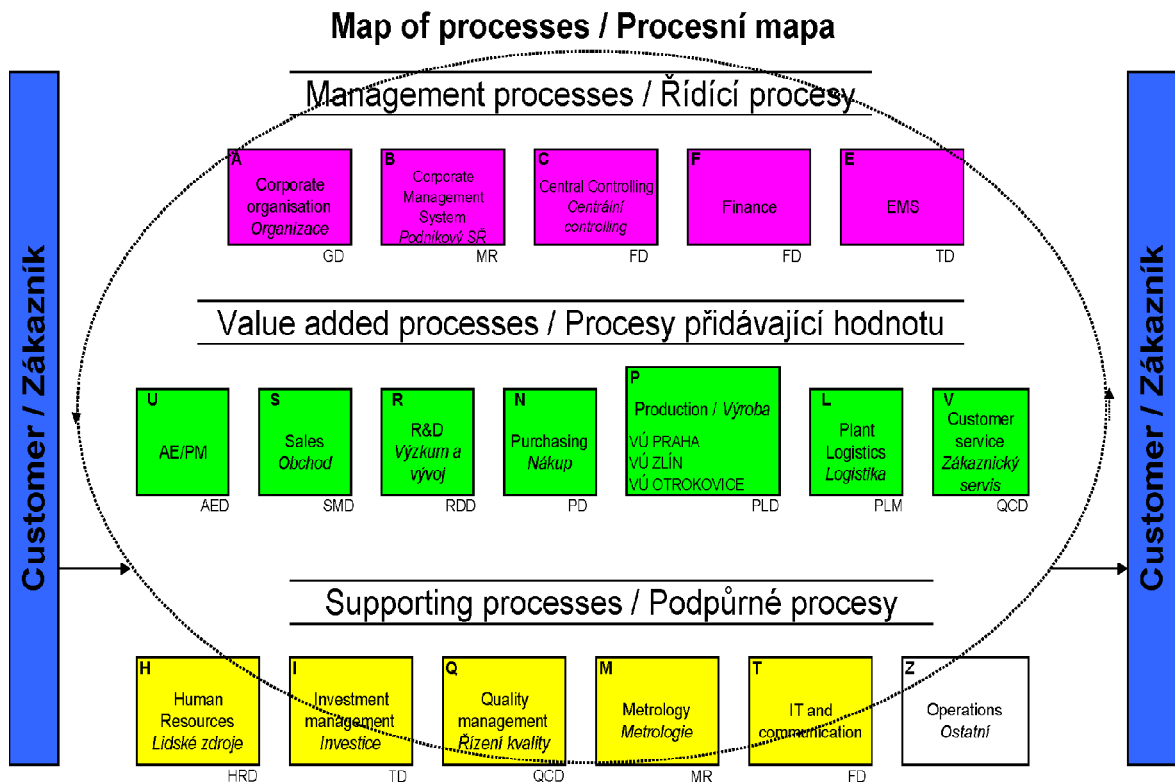 Map of processes / Procesní mapa
Customer / Zákazník
Management processes / Řídící procesy
A
Corporate
organisation
Organizace
GD
B
Corporate
Management
System
Podnikový SŘ
MR
C
Central Controlling
Centrální
controlling
FD
F
Finance
FD
E
EMS
TD
Value added processes / Procesy přidávající hodnotu
U
AE/PM
AED
S
Sales
Obchod
SMD
R
R&D
Výzkum a
vývoj
RDD
N
Purchasing
Nákup
PD
P
Production / Výroba
VÚ PRAHA
VÚ ZLÍN
VÚ OTROKOVICE
PLD
L
Plant
Logistics
Logistika
PLM
V
Customer
service
Zákaznický
servis
QCD
Supporting processes / Podpůrné procesy
H
Human
Resources
Lidské zdroje
HRD
I
Investment
management
Investice
TD
Q
Quality
management
Řízení kvality
QCD
M
Metrology
Metrologie
MR
T
IT and
communication
FD
Z
Operations
Ostatní
Customer / Zákazník